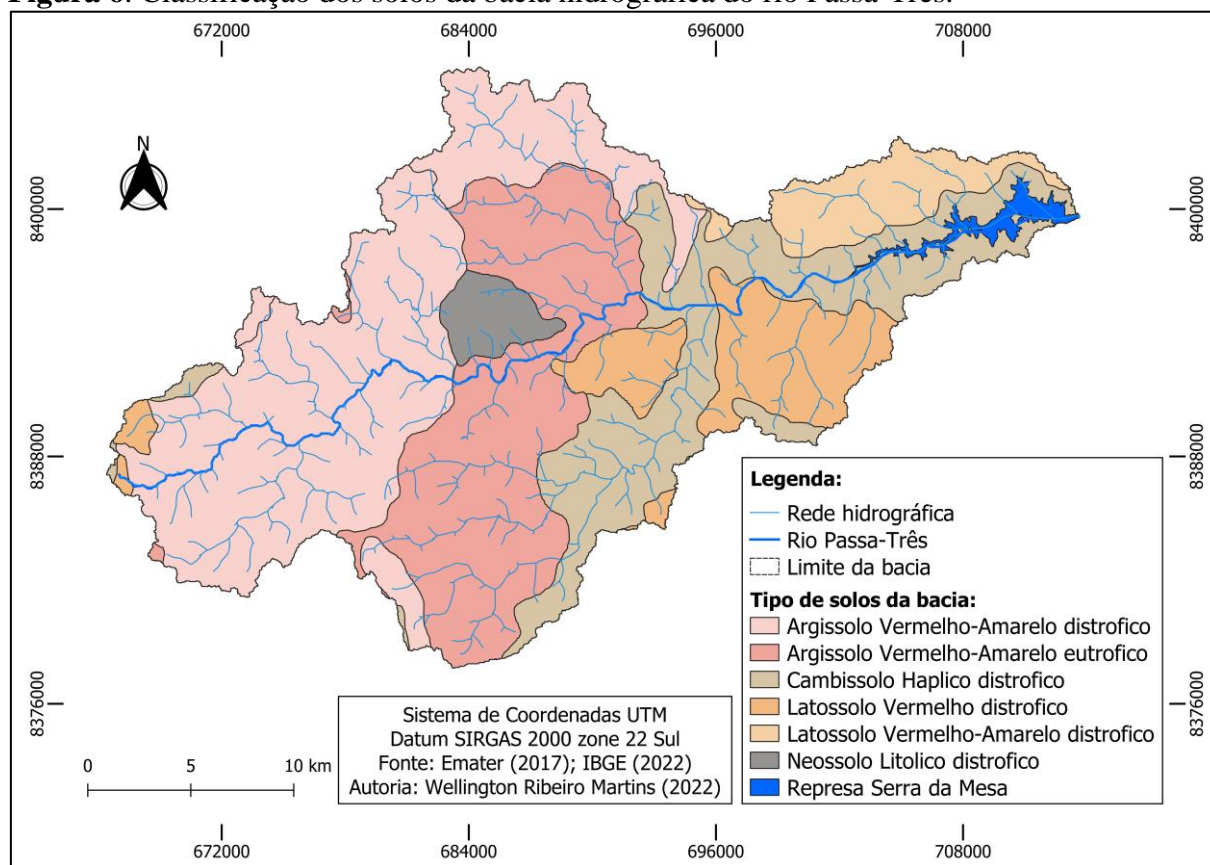 Figura 6. Classificação dos solos da bacia hidrográfica do rio Passa-Três.
672000 684000 696000 708000
N
8400000 8400000
8388000 8388000
8376000 8376000
Legenda:
Rede hidrográfica
Rio Passa-Três
Limite da bacia
Tipo de solos da bacia:
Argissolo Vermelho-Amarelo distrofico
Argissolo Vermelho-Amarelo eutrofico
Cambissolo Haplico distrofico
Latossolo Vermelho distrofico
Latossolo Vermelho-Amarelo distrofico
Neossolo Litolico distrofico
Represa Serra da Mesa
Sistema de Coordenadas UTM
Datum SIRGAS 2000 zone 22 Sul
Fonte: Emater (2017); IBGE (2022)
Autoria: Wellington Ribeiro Martins (2022)
0 5 10 km
672000 684000 696000 708000